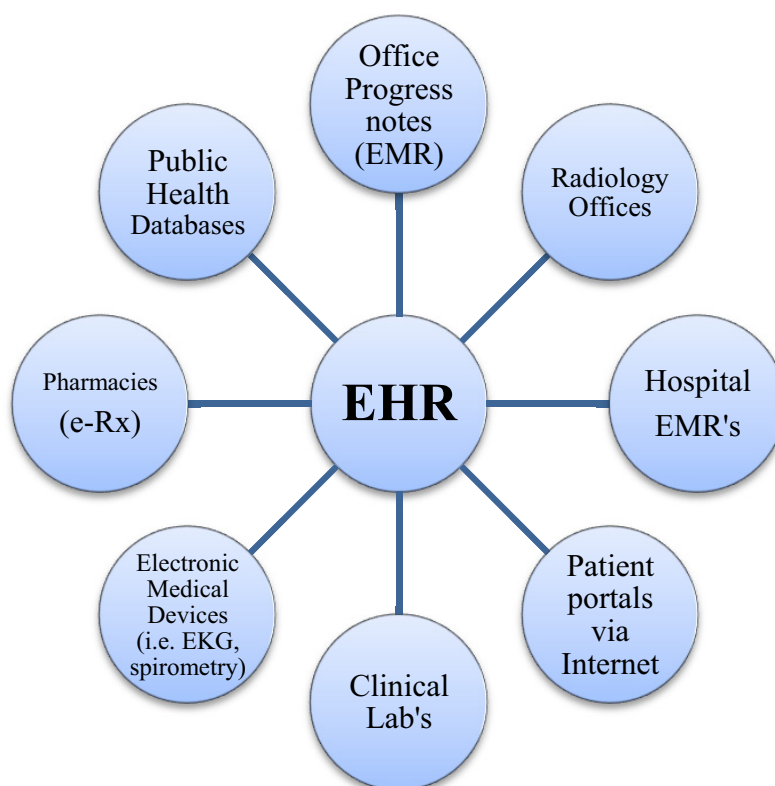 Office
Progress
notes
(EMR)
Public
Health
Databases
Radiology
Offices
Pharmacies
(e-Rx)
EHR
Hospital
EMR's
Electronic
Medical
Devices
(i.e. EKG,
spirometry)
Patient
portals
via
Internet
Clinical
Lab's